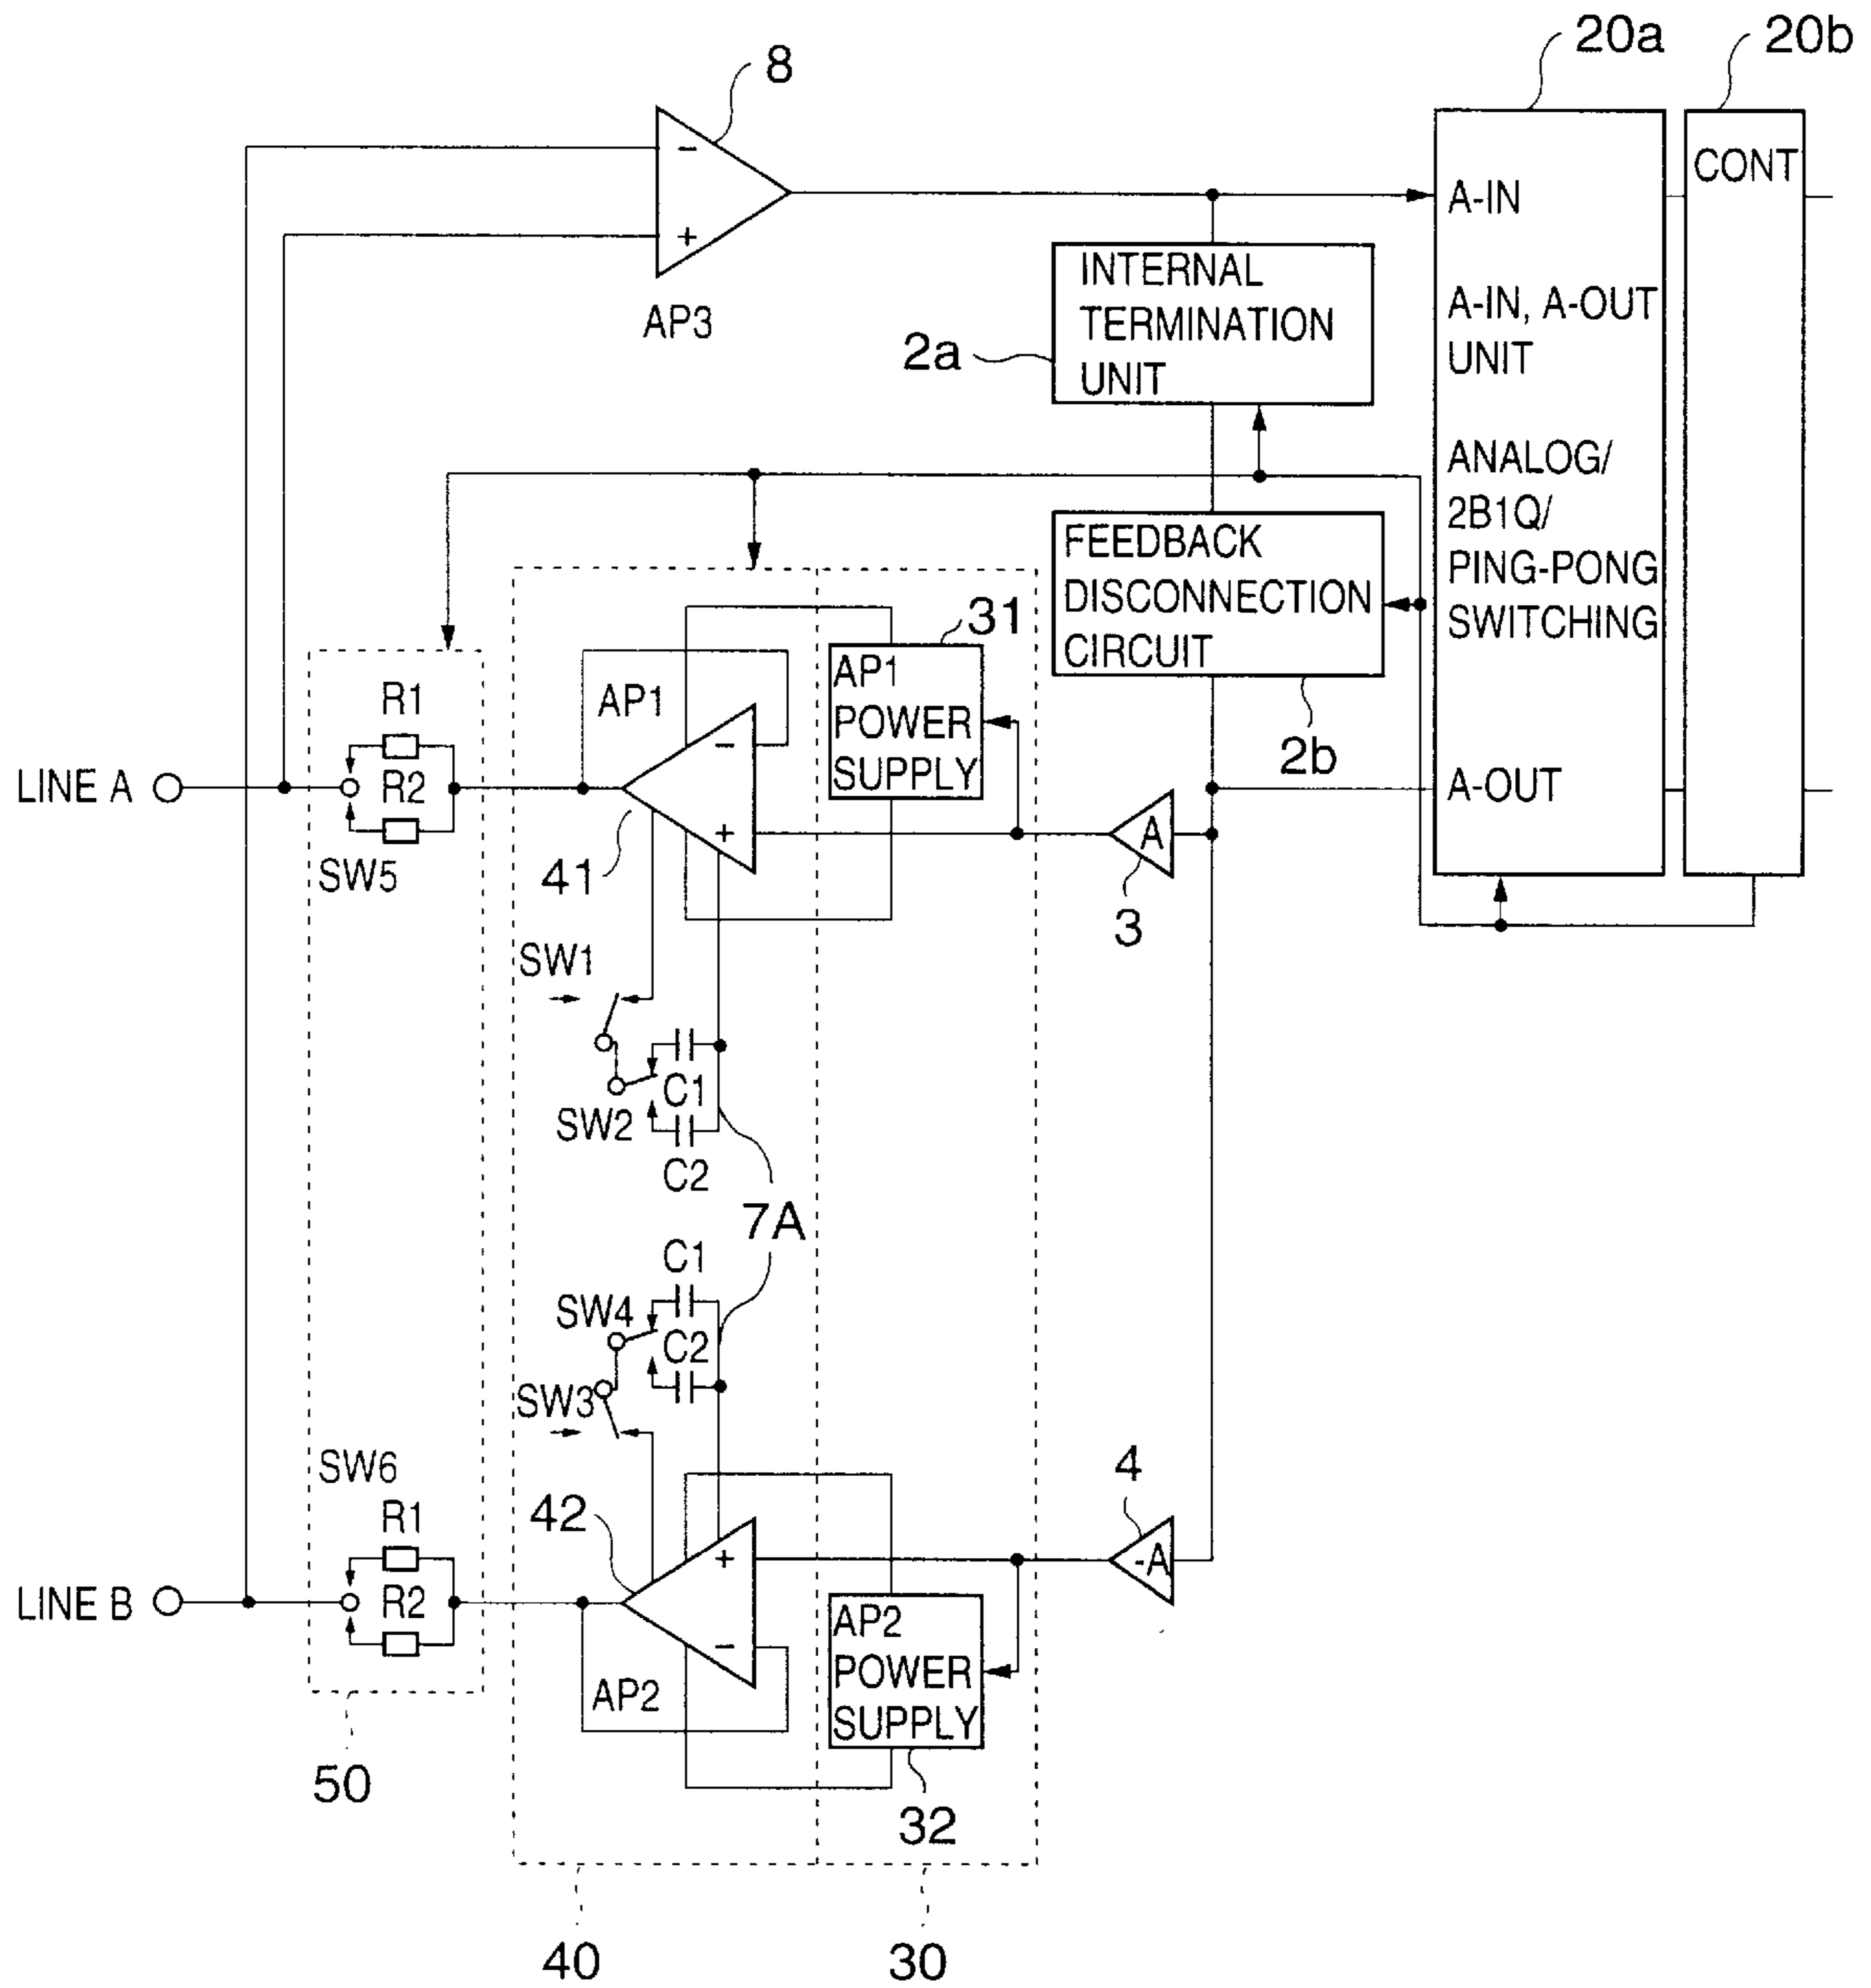 20a
20b
8
−
+
AP3
A-IN
CONT
A-IN, A-OUT
UNIT
ANALOG/
2B1Q/
PING-PONG
SWITCHING
A-OUT
INTERNAL
TERMINATION
UNIT
2a
FEEDBACK
DISCONNECTION
CIRCUIT
2b
31
AP1
POWER
SUPPLY
AP1
−
+
41
A
3
LINE A
R1
R2
SW5
SW1
SW2
C1
C2
7A
C1
SW4
C2
SW3
SW6
R1
R2
LINE B
42
+
−
AP2
4
-A
AP2
POWER
SUPPLY
32
50
40
30